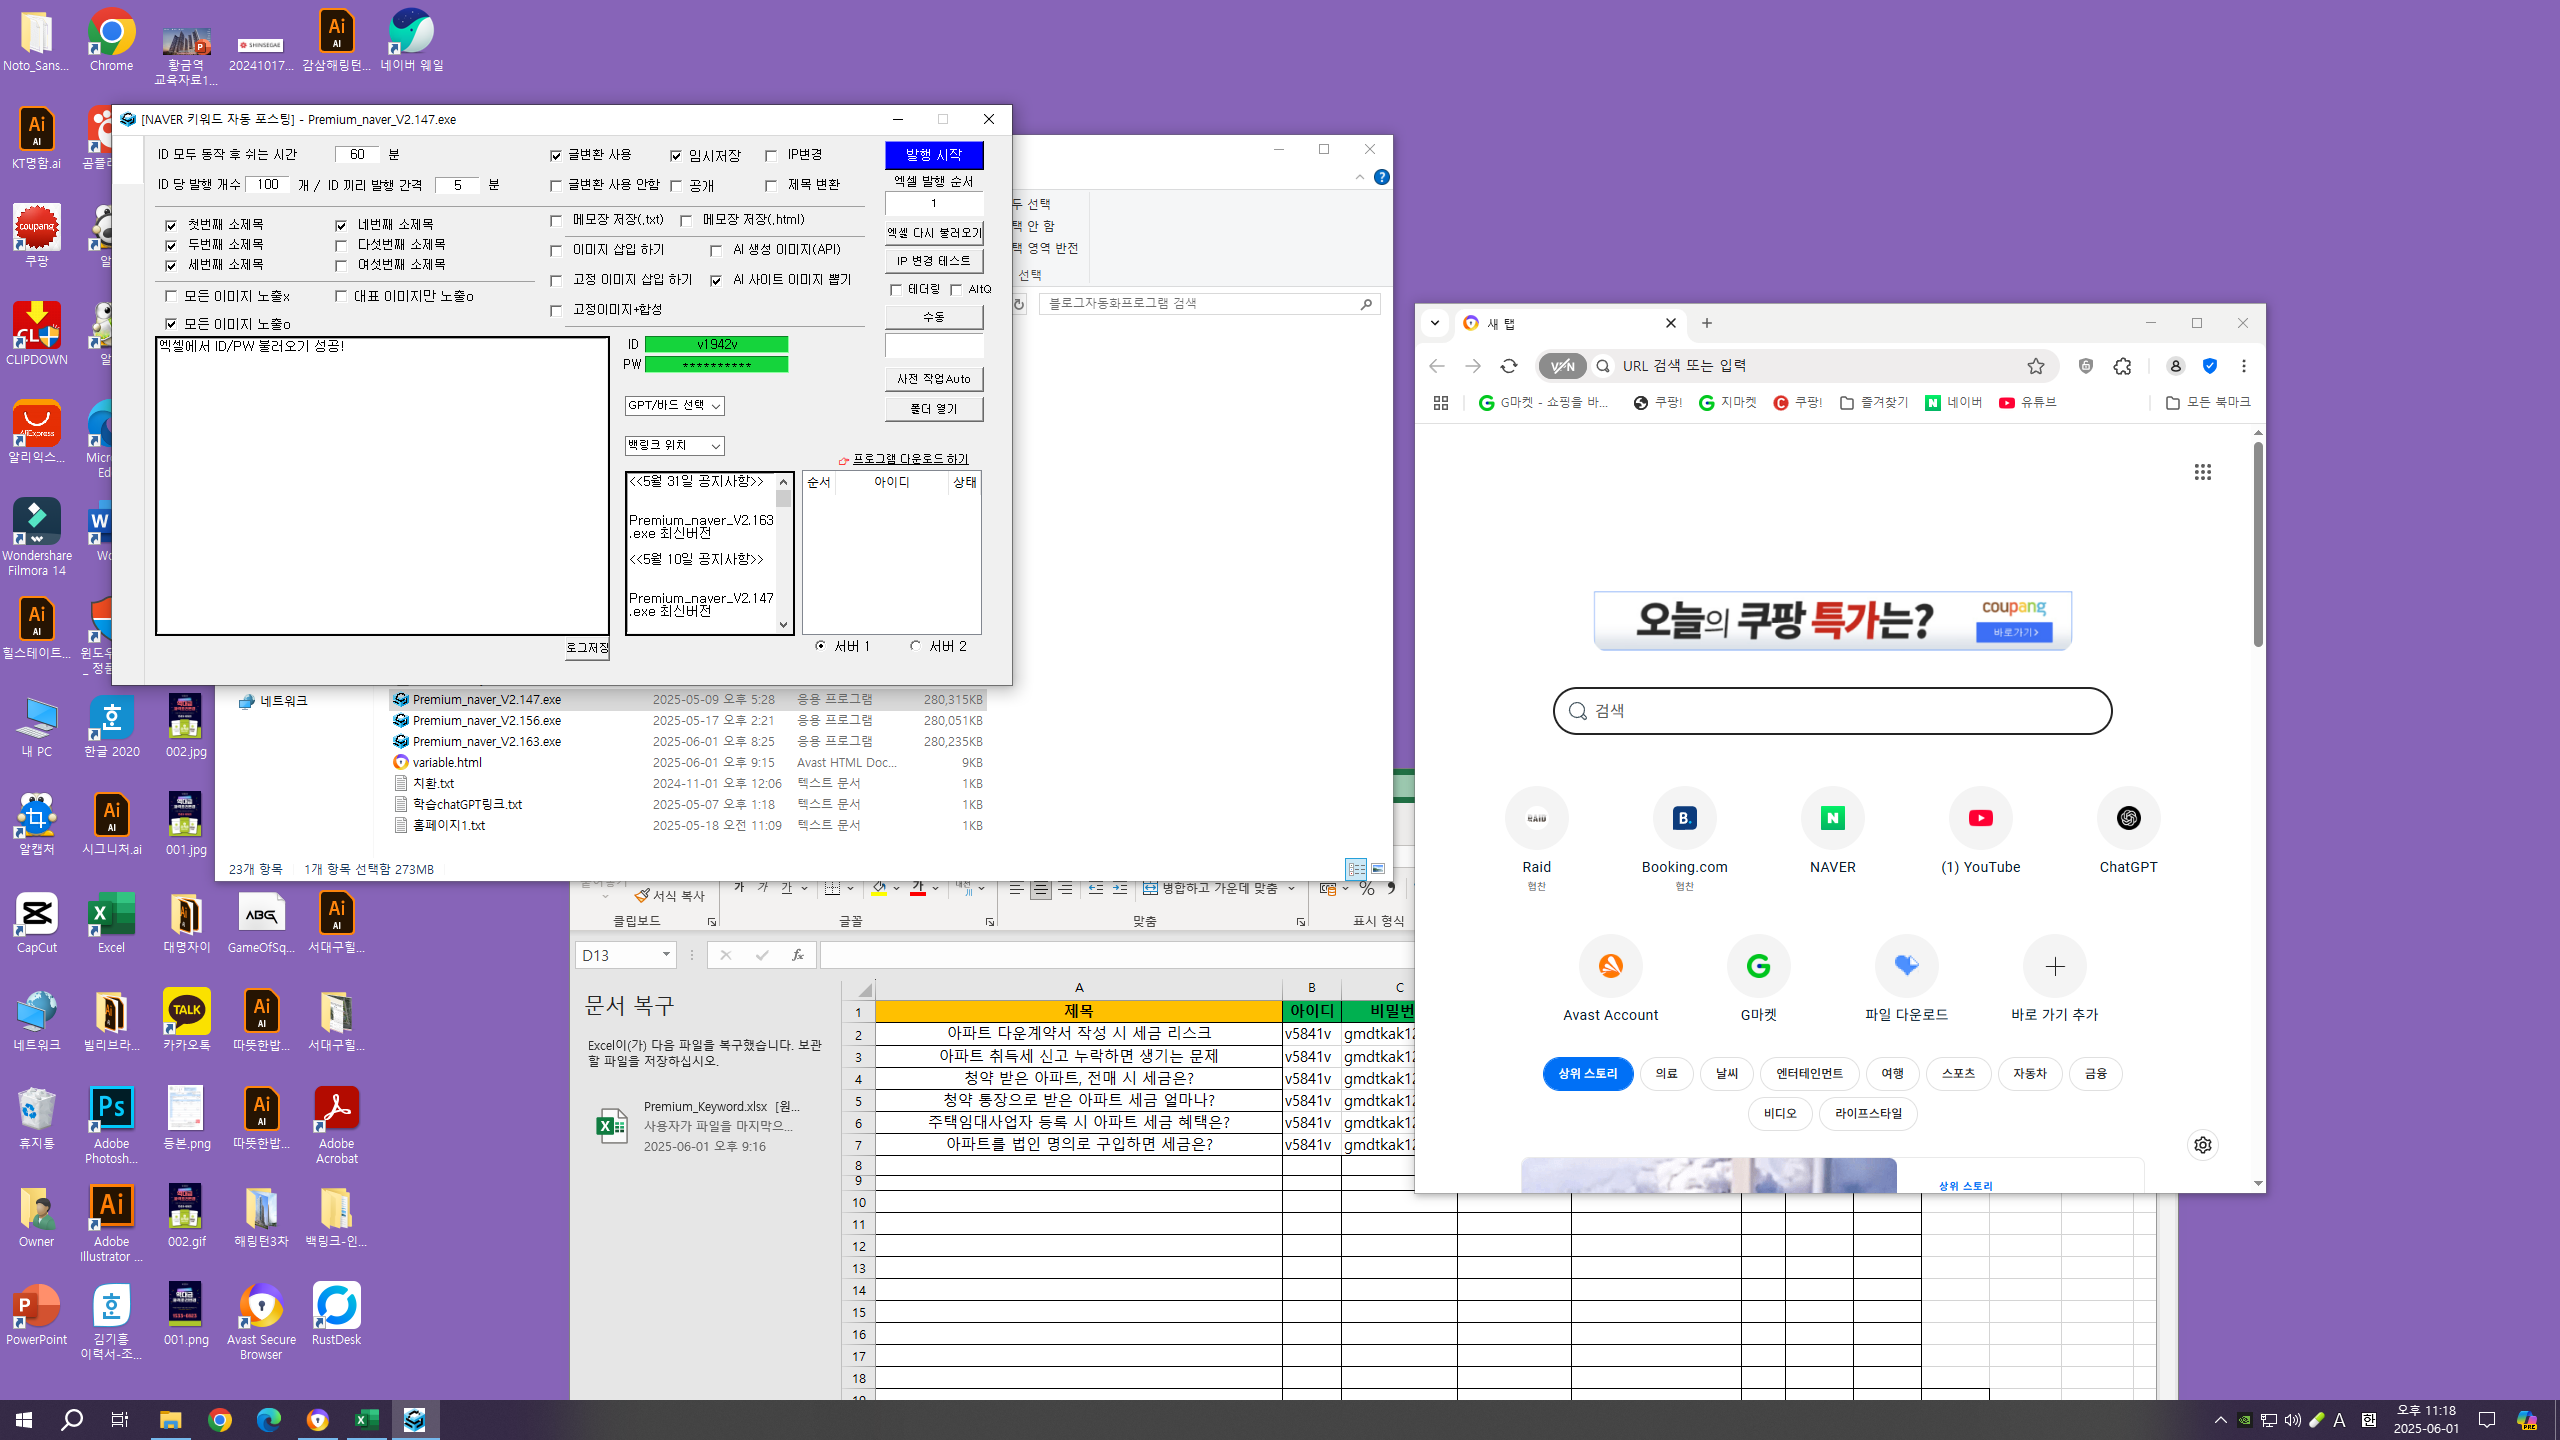 Noto_Sans...
Chrome
황금역
교육자료1...
SHINSEGAE
20241017...
감삼해링턴...
네이버 웨일
KT명함.ai
곰플
쿠팡
CLIPDOWN
알리익스...
Wondershare
Filmora 14
힐스테이트...
내 PC
한글 2020
002.jpg
알캡처
시그니처.ai
001.jpg
CapCut
Excel
대명자이
GameOfSq...
서대구힐...
네트워크
빌리브라...
카카오톡
따뜻한밥...
서대구힐...
휴지통
Adobe
Photosh...
등본.png
따뜻한밥...
Adobe
Acrobat
Owner
Adobe
Illustrator ...
002.gif
해링턴3차
백링크-인...
PowerPoint
김기흥
이력서-조...
001.png
Avast Secure
Browser
RustDesk
[NAVER 키워드 자동 포스팅] - Premium_naver_V2.147.exe
ID 모두 동작 후 쉬는 시간 60 분
ID 당 발행 개수 100 개 / ID 끼리 발행 간격 5 분
글변환 사용 임시저장 IP변경
글변환 사용 안함 공개 제목 변환
첫번째 소제목 네번째 소제목
두번째 소제목 다섯번째 소제목
세번째 소제목 여섯번째 소제목
모든 이미지 노출x 대표 이미지만 노출o
모든 이미지 노출o
메모장 저장(.txt) 메모장 저장(.html)
이미지 삽입 하기 AI 생성 이미지(API)
고정 이미지 삽입 하기 AI 사이트 이미지 뽑기
고정이미지+합성
발행 시작
엑셀 발행 순서
1
엑셀 다시 불러오기
IP 변경 테스트
테더링 AltQ
수동
사전 작업Auto
폴더 열기
엑셀에서 ID/PW 불러오기 성공!
로그저장
ID v1942v
PW **********
GPT/바드 선택
백링크 위치
프로그램 다운로드 하기
<<5월 31일 공지사항>>
Premium_naver_V2.163
.exe 최신버전
<<5월 10일 공지사항>>
Premium_naver_V2.147
.exe 최신버전
순서 아이디 상태
서버 1 서버 2
두 선택
택 안 함
택 영역 반전
선택
블로그자동화프로그램 검색
네트워크
Premium_naver_V2.147.exe 2025-05-09 오후 5:28 응용 프로그램 280,315KB
Premium_naver_V2.156.exe 2025-05-17 오후 2:21 응용 프로그램 280,051KB
Premium_naver_V2.163.exe 2025-06-01 오후 8:25 응용 프로그램 280,235KB
variable.html 2025-06-01 오후 9:15 Avast HTML Doc... 9KB
치환.txt 2024-11-01 오후 12:06 텍스트 문서 1KB
학습chatGPT링크.txt 2025-05-07 오후 1:18 텍스트 문서 1KB
홈페이지1.txt 2025-05-18 오전 11:09 텍스트 문서 1KB
23개 항목 1개 항목 선택함 273MB
서식 복사
가 가 가 가 병합하고 가운데 맞춤 %
클립보드 글꼴 맞춤 표시 형식
D13
fx
문서 복구
Excel이(가) 다음 파일을 복구했습니다. 보관
할 파일을 저장하십시오.
Premium_Keyword.xlsx [원...
사용자가 파일을 마지막으...
2025-06-01 오후 9:16
A B C
1 제목 아이디 비밀번
2 아파트 다운계약서 작성 시 세금 리스크 v5841v gmdtkak12
3 아파트 취득세 신고 누락하면 생기는 문제 v5841v gmdtkak12
4 청약 받은 아파트, 전매 시 세금은? v5841v gmdtkak12
5 청약 통장으로 받은 아파트 세금 얼마나? v5841v gmdtkak12
6 주택임대사업자 등록 시 아파트 세금 혜택은? v5841v gmdtkak12
7 아파트를 법인 명의로 구입하면 세금은? v5841v gmdtkak12
8
9
10
11
12
13
14
15
16
17
18
새 탭
URL 검색 또는 입력
G마켓 - 쇼핑을 바... 쿠팡! 지마켓 쿠팡! 즐겨찾기 네이버 유튜브 모든 북마크
오늘의 쿠팡 특가는? coupang
바로가기>
검색
RAID
Raid
협찬
B.
Booking.com
협찬
NAVER
(1) YouTube
ChatGPT
Avast Account
G마켓
파일 다운로드
바로 가기 추가
상위 스토리 의료 날씨 엔터테인먼트 여행 스포츠 자동차 금융
비디오 라이프스타일
상위 스토리
A 한
오후 11:18
2025-06-01